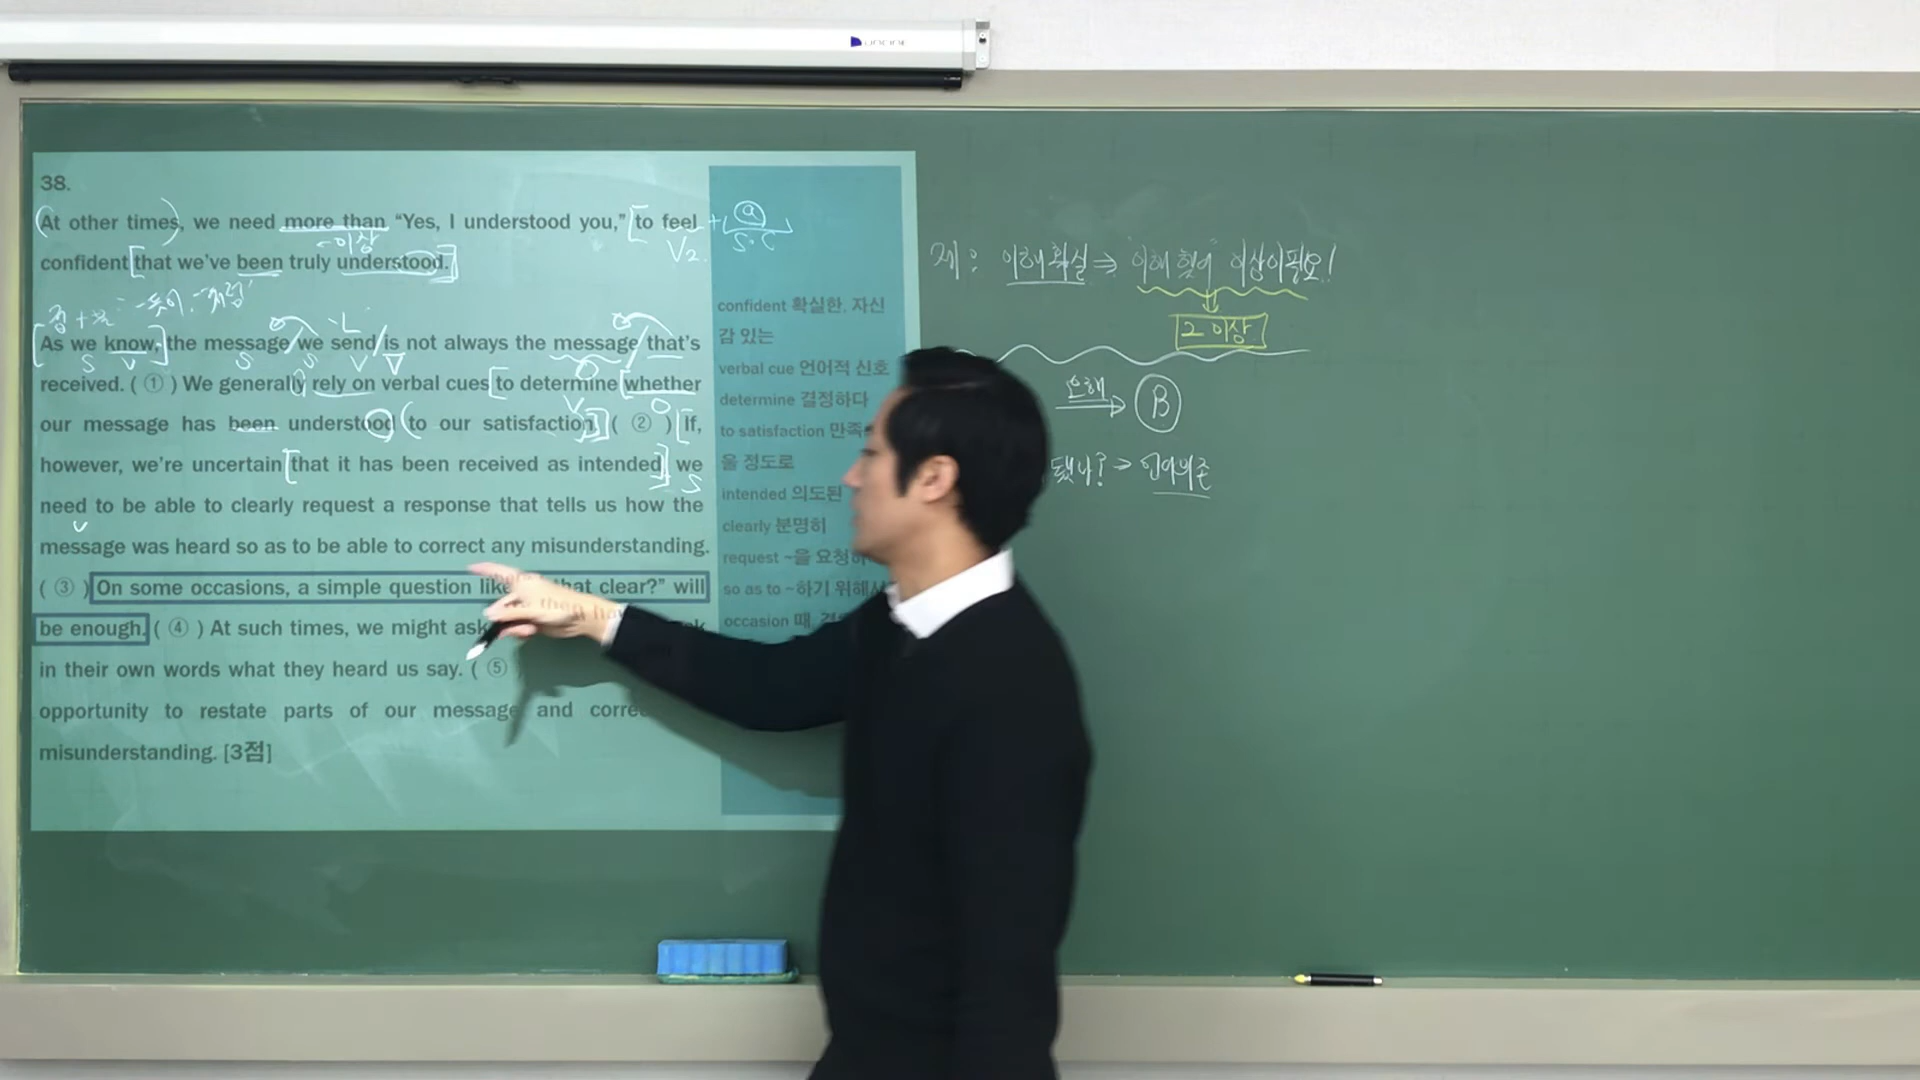 38.
At other times, we need more than “Yes, I understood you,” to feel
confident that we’ve been truly understood.
As we know, the message we send is not always the message that’s
received. ( ① ) We generally rely on verbal cues to determine whether
our message has been understood to our satisfaction. ( ② ) If,
however, we’re uncertain that it has been received as intended, we
need to be able to clearly request a response that tells us how the
message was heard so as to be able to correct any misunderstanding.
( ③ ) On some occasions, a simple question like that clear?” will
be enough. ( ④ ) At such times, we might ask
in their own words what they heard us say. ( ⑤
opportunity to restate parts of our message and
misunderstanding. [3점]
~이상
V2.
S·C
S V S S V V
V
S
V
confident 확실한, 자신
감 있는
verbal cue 언어적 신호
determine 결정하다
to satisfaction
을 정도로
intended 의도된
clearly 분명히
request ~을
so as to ~하기 위해서
occasion 때,
제: 이해확실 ⇒ "이해했어" 이상이 필요!
그 이상
오해 B
됐나? → 언어의존